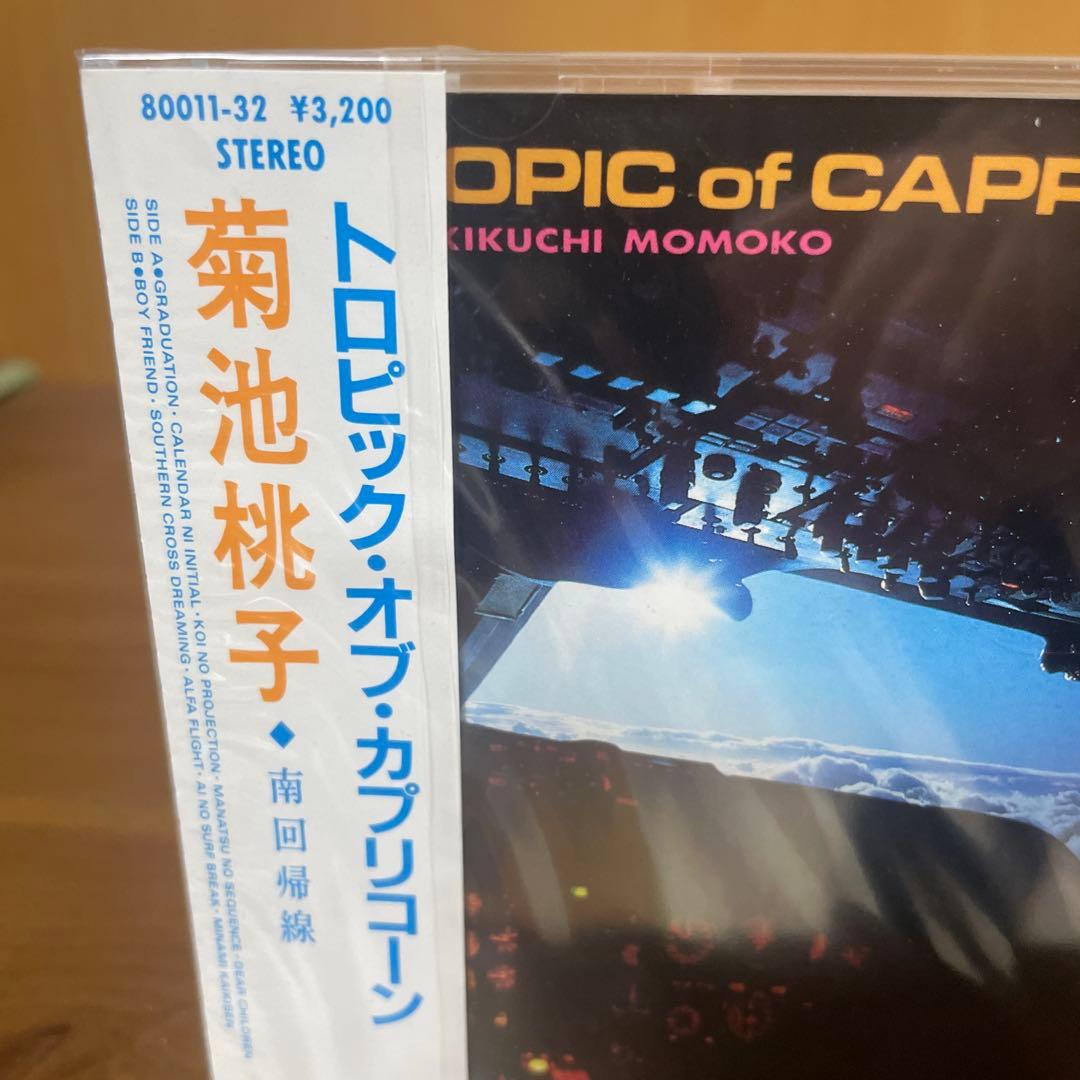 80011-32 ¥3,200
STEREO
トロピック・オブ・カプリコーン
菊池桃子◆南回帰線
SIDE A●GRADUATION・CALENDAR NI INITIAL・KOI NO PROJECTION・MANATSU NO SEQUENCE・DEAR CHILDREN
SIDE B●BOY FRIEND・SOUTHERN CROSS DREAMING・ALFA FLIGHT・AI NO SURF BREAK・MINAMI KAIKISEN
OPIC of CAPR
KIKUCHI MOMOKO